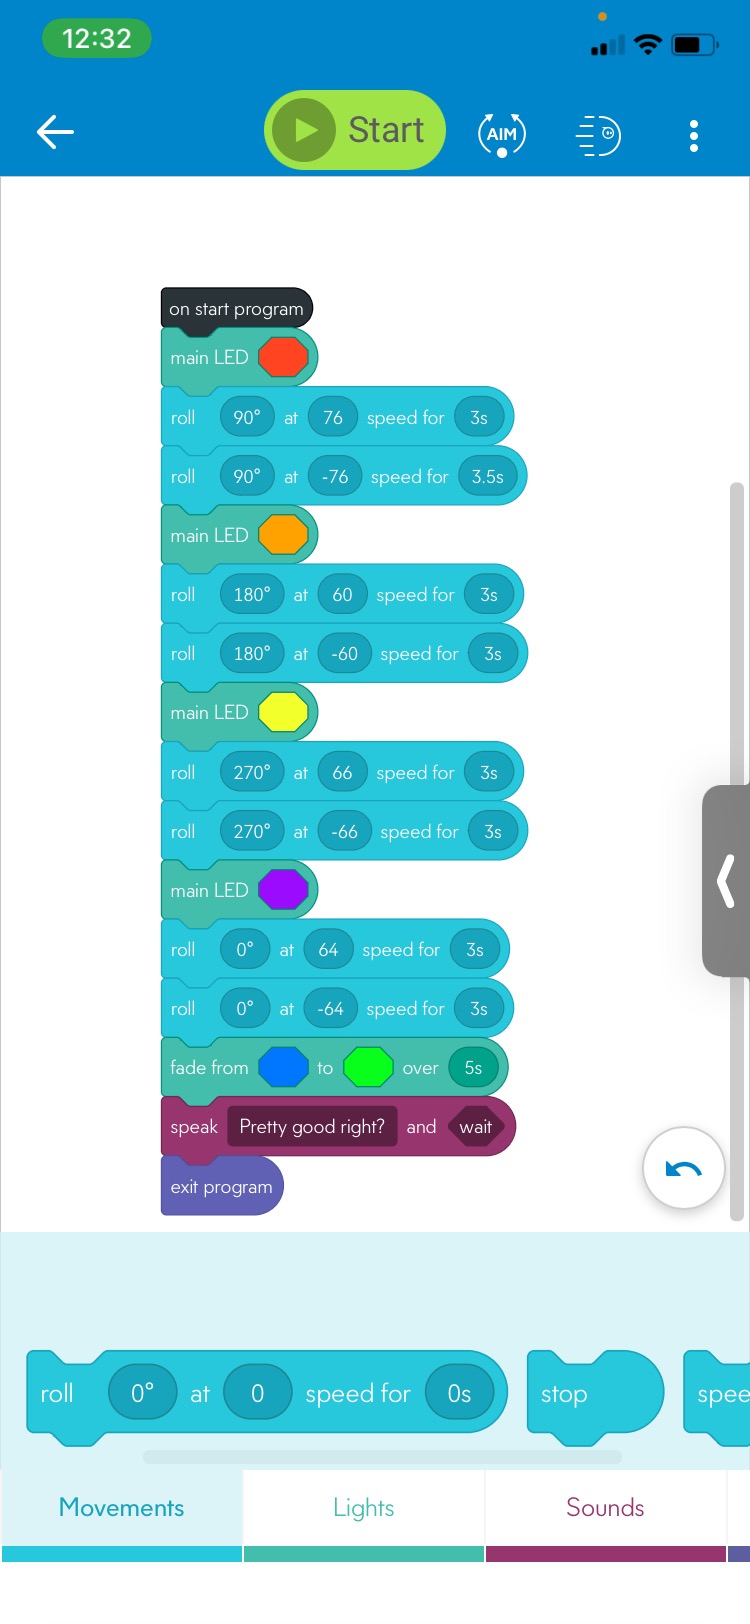 12:32
Start
AIM
on start program
main LED
roll 90° at 76 speed for 3s
roll 90° at -76 speed for 3.5s
main LED
roll 180° at 60 speed for 3s
roll 180° at -60 speed for 3s
main LED
roll 270° at 66 speed for 3s
roll 270° at -66 speed for 3s
main LED
roll 0° at 64 speed for 3s
roll 0° at -64 speed for 3s
fade from to over 5s
speak Pretty good right? and wait
exit program
roll 0° at 0 speed for 0s stop spee
Movements Lights Sounds